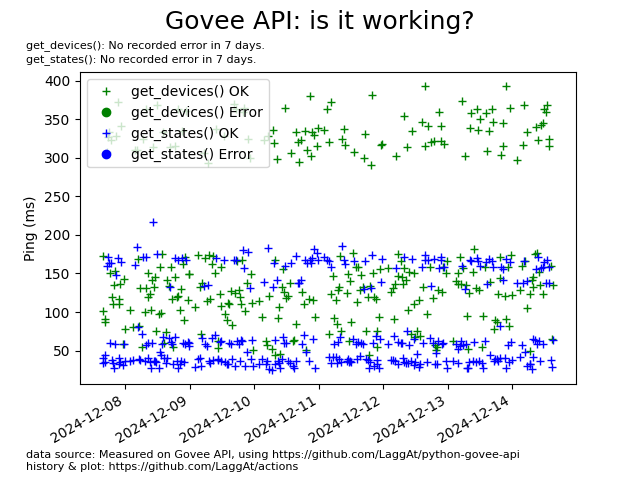 Govee API: is it working?
get_devices(): No recorded error in 7 days.
get_states(): No recorded error in 7 days.
400
350
300
250
200
150
100
50
Ping (ms)
get_devices() OK
get_devices() Error
get_states() OK
get_states() Error
2024-12-08
2024-12-09
2024-12-10
2024-12-11
2024-12-12
2024-12-13
2024-12-14
data source: Measured on Govee API, using https://github.com/LaggAt/python-govee-api
history & plot: https://github.com/LaggAt/actions